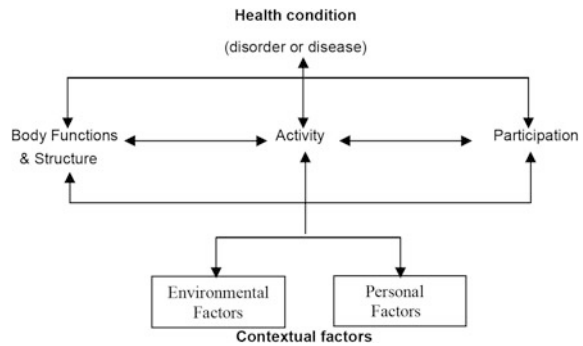 Health condition
(disorder or disease)
Body Functions
& Structure
Activity
Participation
Environmental
Factors
Personal
Factors
Contextual factors